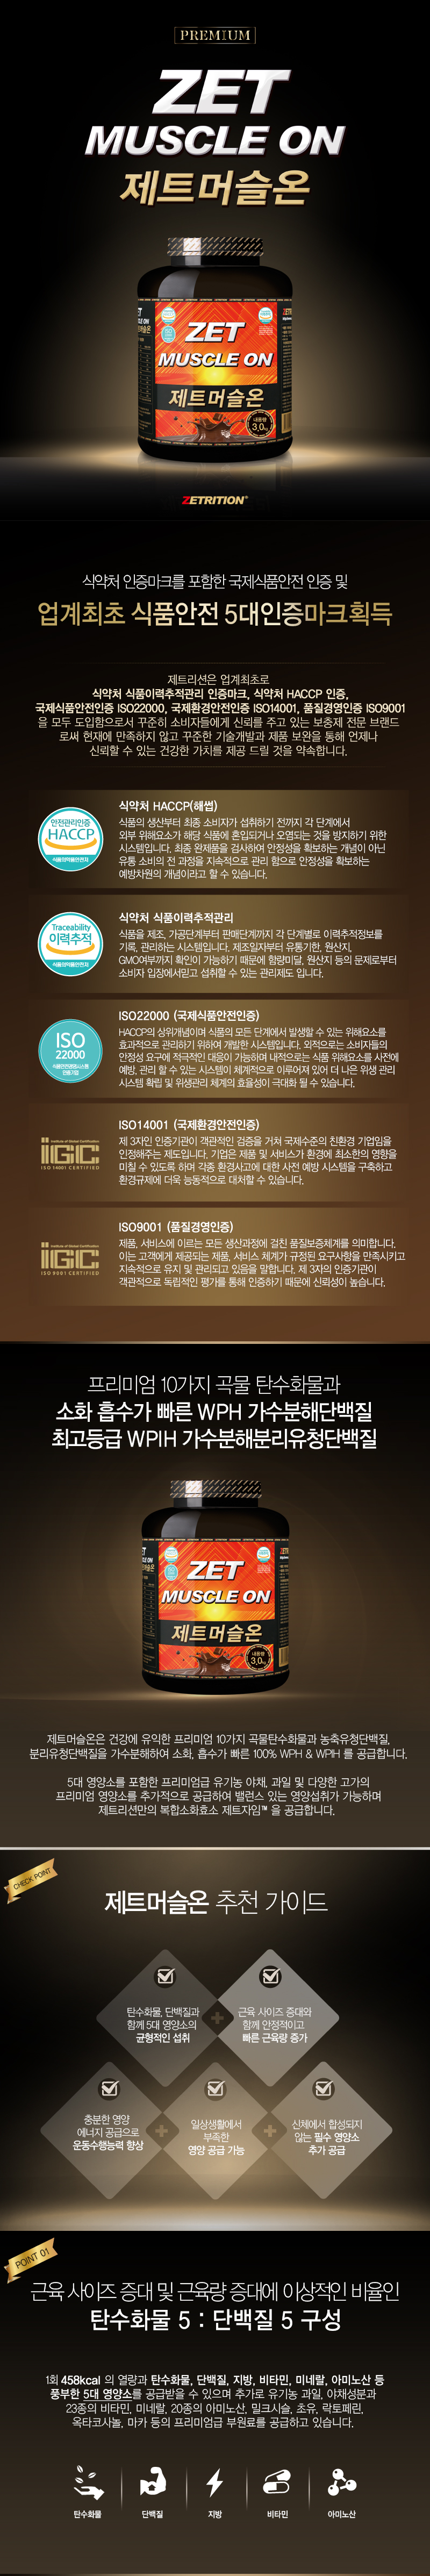 PREMIUM
ZET
MUSCLE ON
제트머슬온
ZET
MUSCLE ON
제트머슬온
내용량
3.0kg
ZETRITION®
식약처 인증마크를 포함한 국제식품안전 인증 및
업계최초 식품안전 5대인증마크획득
제트리션은 업계최초로
식약처 식품이력추적관리 인증마크, 식약처 HACCP 인증,
국제식품안전인증 ISO22000, 국제환경안전인증 ISO14001, 품질경영인증 ISO9001
을 모두 도입함으로서 꾸준히 소비자들에게 신뢰를 주고 있는 보충제 전문 브랜드
로써 현재에 만족하지 않고 꾸준한 기술개발과 제품 보안을 통해 언제나
신뢰할 수 있는 건강한 가치를 제공 드릴 것을 약속합니다.
안전관리인증
HACCP
식품의약품안전처
식약처 HACCP(해썹)
식품의 생산부터 최종 소비자가 섭취하기 전까지 각 단계에서
외부 위해요소가 해당 식품에 혼입되거나 오염되는 것을 방지하기 위한
시스템입니다. 최종 원제품을 검사하여 안정성을 확보하는 개념이 아닌
유통 소비의 전 과정을 지속적으로 관리 함으로 안정성을 확보하는
예방차원의 개념이라고 할 수 있습니다.
Traceability
이력추적
식품의약품안전처
식약처 식품이력추적관리
식품을 제조, 가공단계부터 판매단계까지 각 단계별로 이력추적정보를
기록, 관리하는 시스템입니다. 제조일자부터 유통기한, 원산지,
GMO여부까지 확인이 가능하기 때문에 함량미달, 원산지 등의 문제로부터
소비자 입장에서믿고 섭취할 수 있는 관리제도 입니다.
ISO
22000
식품안전경영시스템
인증기업
ISO22000 (국제식품안전인증)
HACCP의 상위개념이며 식품의 모든 단계에서 발생할 수 있는 위해요소를
효과적으로 관리하기 위하여 개발한 시스템입니다. 외적으로는 소비자들의
안정성 요구에 적극적인 대응이 가능하며 내적으로는 식품 위해요소를 사전에
예방, 관리 할 수 있는 시스템이 체계적으로 이루어져 있어 더 나은 위생 관리
시스템 확립 및 위생관리 체계의 효율성이 극대화 될 수 있습니다.
Institute of Global Certification
IGC
ISO 14001 CERTIFIED
ISO14001 (국제환경안전인증)
제 3자인 인증기관이 객관적인 검증을 거쳐 국제수준의 친환경 기업임을
인정해주는 제도입니다. 기업은 제품 및 서비스가 환경에 최소한의 영향을
미칠 수 있도록 하며 각종 환경사고에 대한 사전 예방 시스템을 구축하고
환경규제에 더욱 능동적으로 대처할 수 있습니다.
Institute of Global Certification
IGC
ISO 9001 CERTIFIED
ISO9001 (품질경영인증)
제품, 서비스에 이르는 모든 생산과정에 걸친 품질보증체계를 의미합니다.
이는 고객에게 제공되는 제품, 서비스 체계가 규정된 요구사항을 만족시키고
지속적으로 유지 및 관리되고 있음을 말합니다. 제 3자의 인증기관이
객관적으로 독립적인 평가를 통해 인증하기 때문에 신뢰성이 높습니다.
프리미엄 10가지 곡물 탄수화물과
소화 흡수가 빠른 WPH 가수분해단백질
최고등급 WPIH 가수분해분리유청단백질
ZET
MUSCLE ON
제트머슬온
내용량
3.0kg
제트머슬온은 건강에 유익한 프리미엄 10가지 곡물탄수화물과 농축유청단백질,
분리유청단백질을 가수분해하여 소화, 흡수가 빠른 100% WPH & WPIH 를 공급합니다.
5대 영양소를 포함한 프리미엄급 유기농 야채, 과일 및 다양한 고가의
프리미엄 영양소를 추가적으로 공급하여 밸런스 있는 영양섭취가 가능하며
제트리션만의 복합소화효소 제트자임™ 을 공급합니다.
CHECK POINT
제트머슬온 추천 가이드
탄수화물, 단백질과
함께 5대 영양소의
균형적인 섭취
근육 사이즈 증대와
함께 안정적이고
빠른 근육량 증가
충분한 영양
에너지 공급으로
운동수행능력 향상
일상생활에서
부족한
영양 공급 가능
신체에서 합성되지
않는 필수 영양소
추가 공급
POINT 01
근육 사이즈 증대 및 근육량 증대에 이상적인 비율인
탄수화물 5 : 단백질 5 구성
1회 458kcal 의 열량과 탄수화물, 단백질, 지방, 비타민, 미네랄, 아미노산 등
풍부한 5대 영양소를 공급받을 수 있으며 추가로 유기농 과일, 야채성분과
23종의 비타민, 미네랄, 20종의 아미노산, 밀크시슬, 초유, 락토페린,
옥타코사놀, 마카 등의 프리미엄급 부원료를 공급하고 있습니다.
탄수화물
단백질
지방
비타민
아미노산